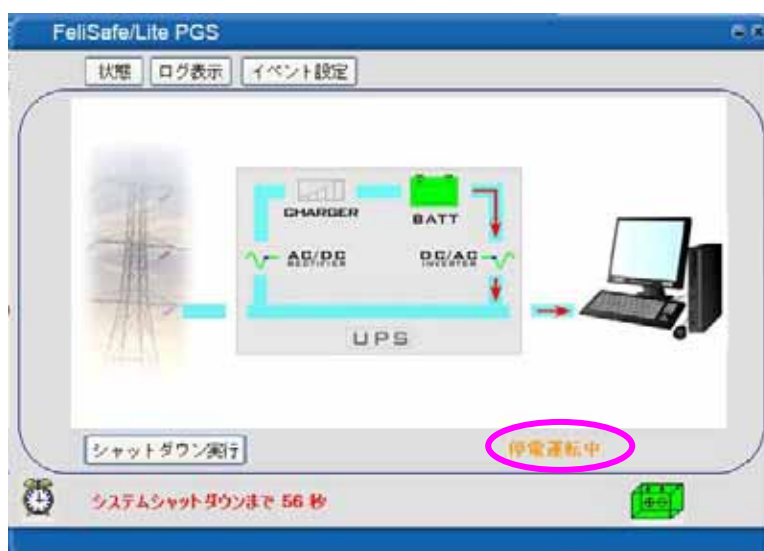 FeliSafe/Lite PGS
状態 ログ表示 イベント設定
CHARGER
BATT
AC/DC
RECTIFIER
DC/AC
INVERTER
UPS
シャットダウン実行
停電運転中
システムシャットダウンまで 56 秒